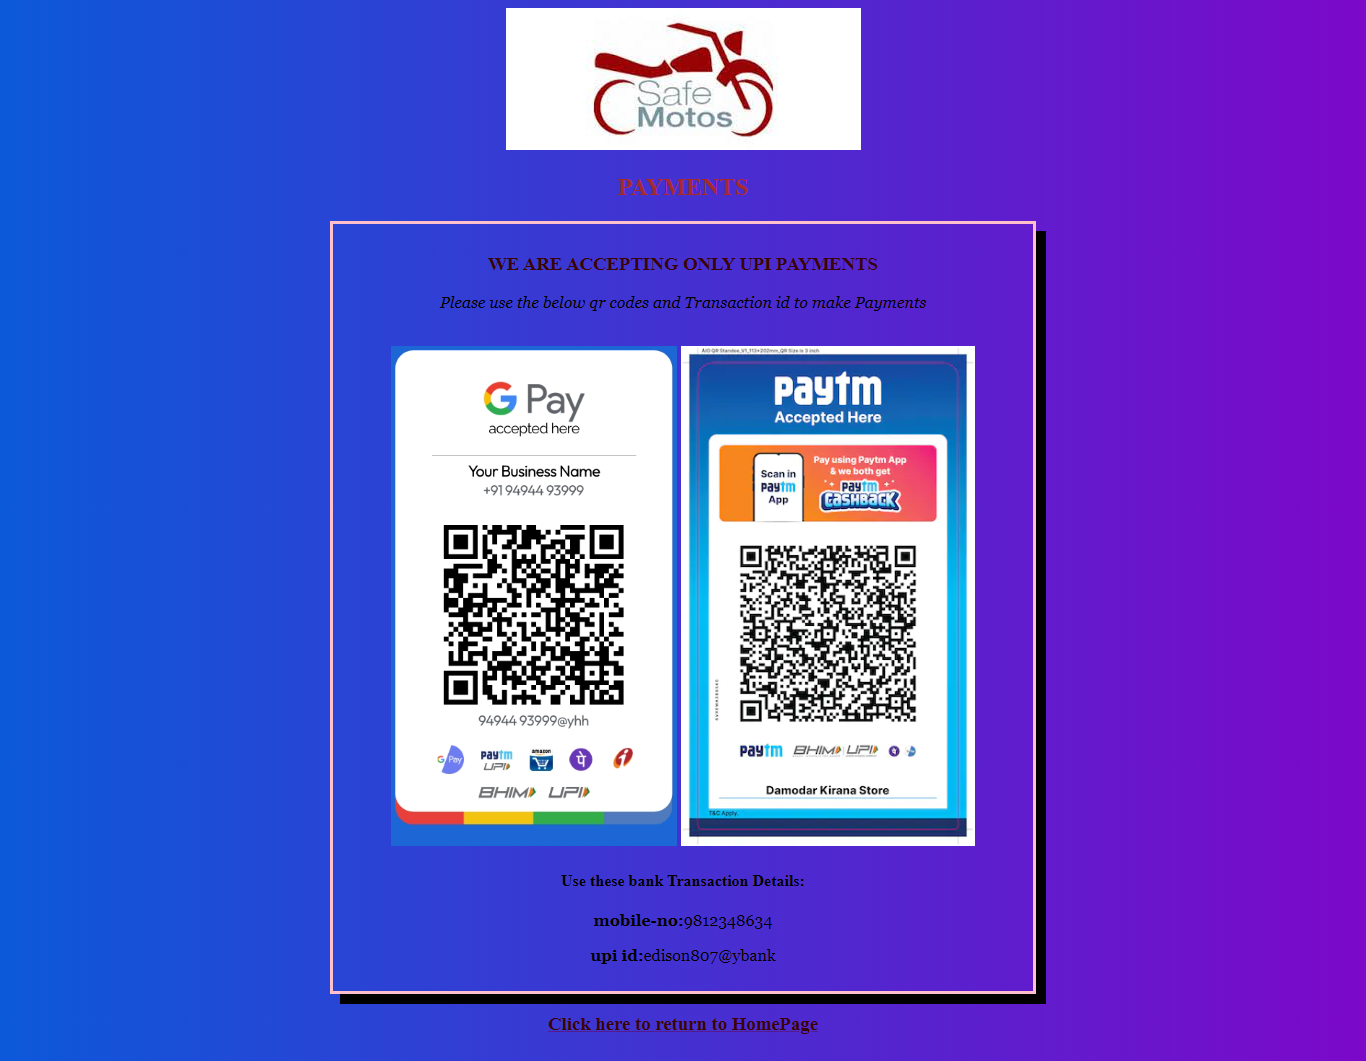 Safe
Motos
PAYMENTS
WE ARE ACCEPTING ONLY UPI PAYMENTS
Please use the below qr codes and Transaction id to make Payments
G Pay
accepted here
Your Business Name
+91 94944 93999
94944 93999@yhh
G Pay
paytm
UPI
amazon
पे
BHIM UPI
paytm
Accepted Here
Scan in
paytm
App
Pay using Paytm App
& we both get
paytm
CASHBACK
paytm BHIM UPI
Damodar Kirana Store
T&C Apply.
Use these bank Transaction Details:
mobile-no:9812348634
upi id:edison807@ybank
Click here to return to HomePage